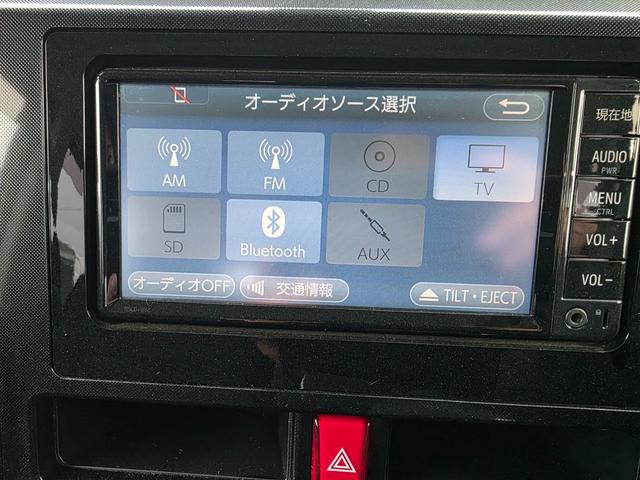 オーディオソース選択
現在地
AM
FM
CD
TV
AUDIO
PWR
MENU
CTRL
SD
Bluetooth
AUX
VOL+
オーディオOFF
交通情報
TILT・EJECT
VOL−